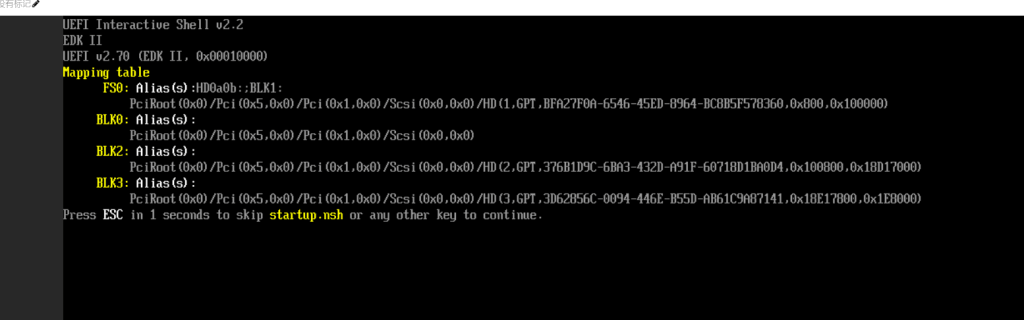 没有标记
UEFI Interactive Shell v2.2
EDK II
UEFI v2.70 (EDK II, 0x00010000)
Mapping table
FS0: Alias(s):HD0a0b:;BLK1:
PciRoot(0x0)/Pci(0x5,0x0)/Pci(0x1,0x0)/Scsi(0x0,0x0)/HD(1,GPT,BFA27F0A-6546-45ED-8964-BC8B5F578360,0x800,0x100000)
BLK0: Alias(s):
PciRoot(0x0)/Pci(0x5,0x0)/Pci(0x1,0x0)/Scsi(0x0,0x0)
BLK2: Alias(s):
PciRoot(0x0)/Pci(0x5,0x0)/Pci(0x1,0x0)/Scsi(0x0,0x0)/HD(2,GPT,376B1D9C-6BA3-432D-A91F-60718D1BA0D4,0x100800,0x18D17000)
BLK3: Alias(s):
PciRoot(0x0)/Pci(0x5,0x0)/Pci(0x1,0x0)/Scsi(0x0,0x0)/HD(3,GPT,3D62856C-0094-446E-B55D-AB61C9A87141,0x18E17800,0x1E8000)
Press ESC in 1 seconds to skip startup.nsh or any other key to continue.